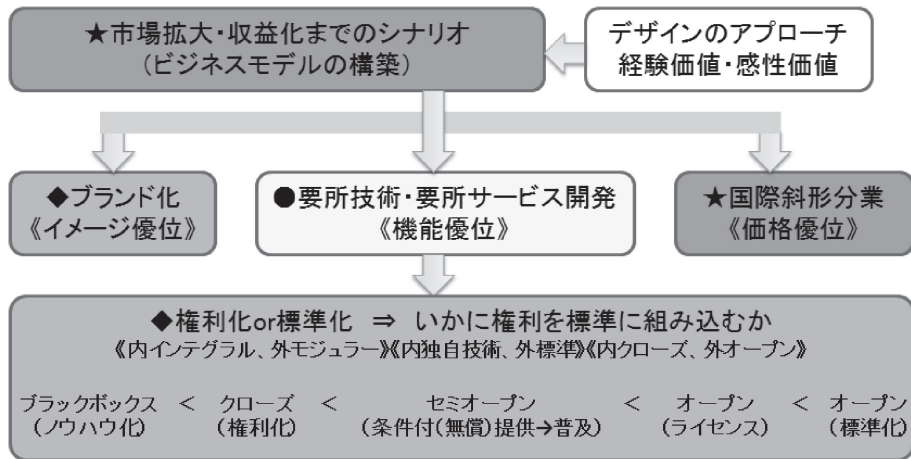 ★市場拡大・収益化までのシナリオ
(ビジネスモデルの構築)
デザインのアプローチ
経験価値・感性価値
◆ブランド化
《イメージ優位》
●要所技術・要所サービス開発
《機能優位》
★国際斜形分業
《価格優位》
◆権利化or標準化 ⇒ いかに権利を標準に組み込むか
《内インテグラル、外モジュラー》《内独自技術、外標準》《内クローズ、外オープン》
ブラックボックス < クローズ < セミオープン < オープン < オープン
(ノウハウ化) (権利化) (条件付(無償)提供→普及) (ライセンス) (標準化)